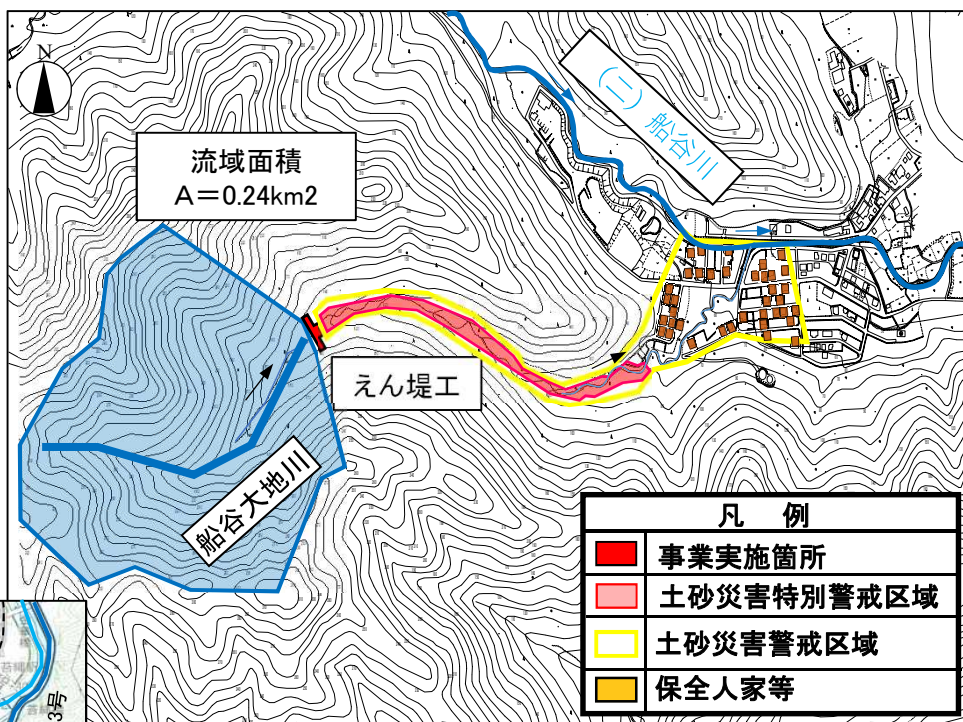 N
流域面積
A=0.24km2
(二)船谷川
えん堤工
船谷大地川
凡 例
事業実施箇所
土砂災害特別警戒区域
土砂災害警戒区域
保全人家等
3号